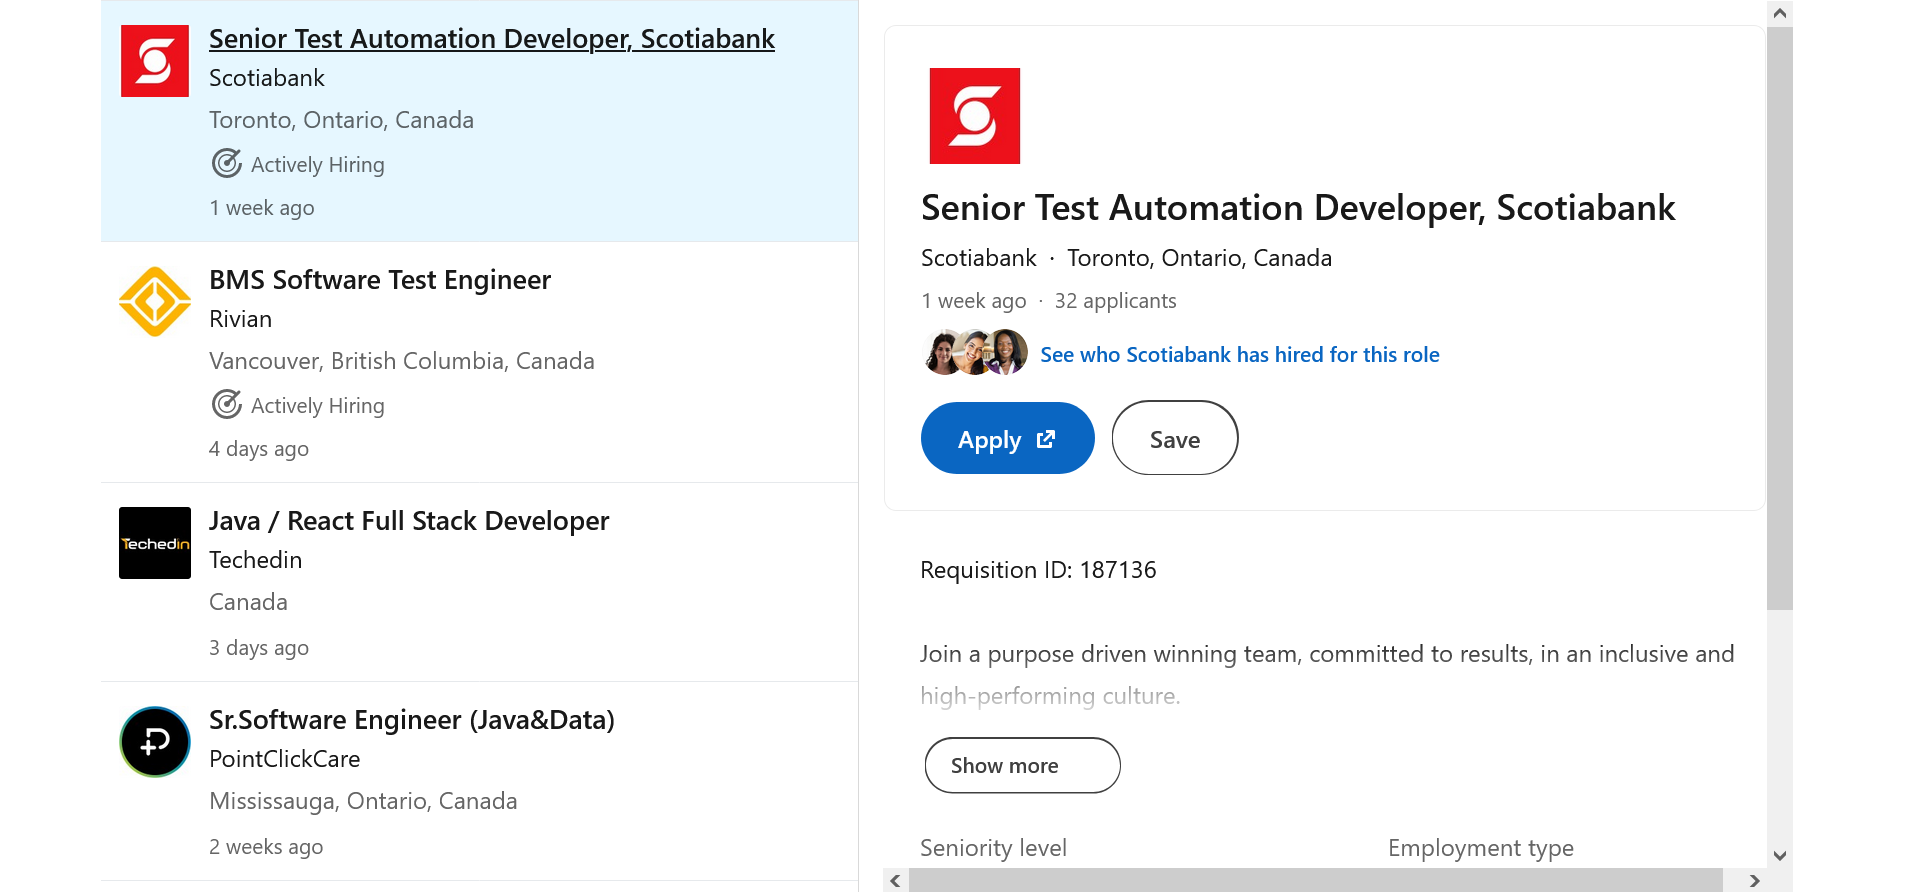 Senior Test Automation Developer, Scotiabank
Scotiabank
Toronto, Ontario, Canada
Actively Hiring
1 week ago
BMS Software Test Engineer
Rivian
Vancouver, British Columbia, Canada
Actively Hiring
4 days ago
Techedin
Java / React Full Stack Developer
Techedin
Canada
3 days ago
Sr.Software Engineer (Java&Data)
PointClickCare
Mississauga, Ontario, Canada
2 weeks ago
Senior Test Automation Developer, Scotiabank
Scotiabank · Toronto, Ontario, Canada
1 week ago · 32 applicants
See who Scotiabank has hired for this role
Apply
Save
Requisition ID: 187136
Join a purpose driven winning team, committed to results, in an inclusive and
high-performing culture.
Show more
Seniority level
Employment type